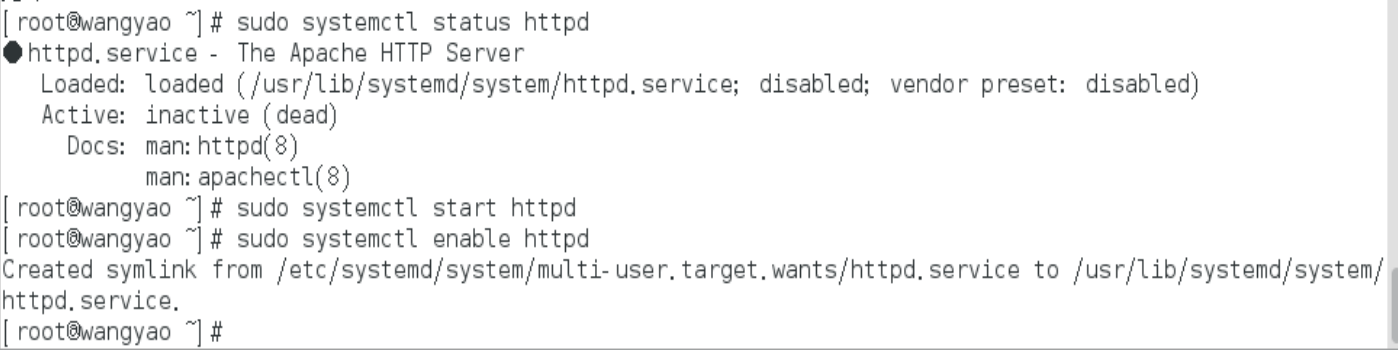 [root@wangyao ~]# sudo systemctl status httpd
●httpd.service - The Apache HTTP Server
   Loaded: loaded (/usr/lib/systemd/system/httpd.service; disabled; vendor preset: disabled)
   Active: inactive (dead)
     Docs: man:httpd(8)
           man:apachectl(8)
[root@wangyao ~]# sudo systemctl start httpd
[root@wangyao ~]# sudo systemctl enable httpd
Created symlink from /etc/systemd/system/multi-user.target.wants/httpd.service to /usr/lib/systemd/system/
httpd.service.
[root@wangyao ~]#